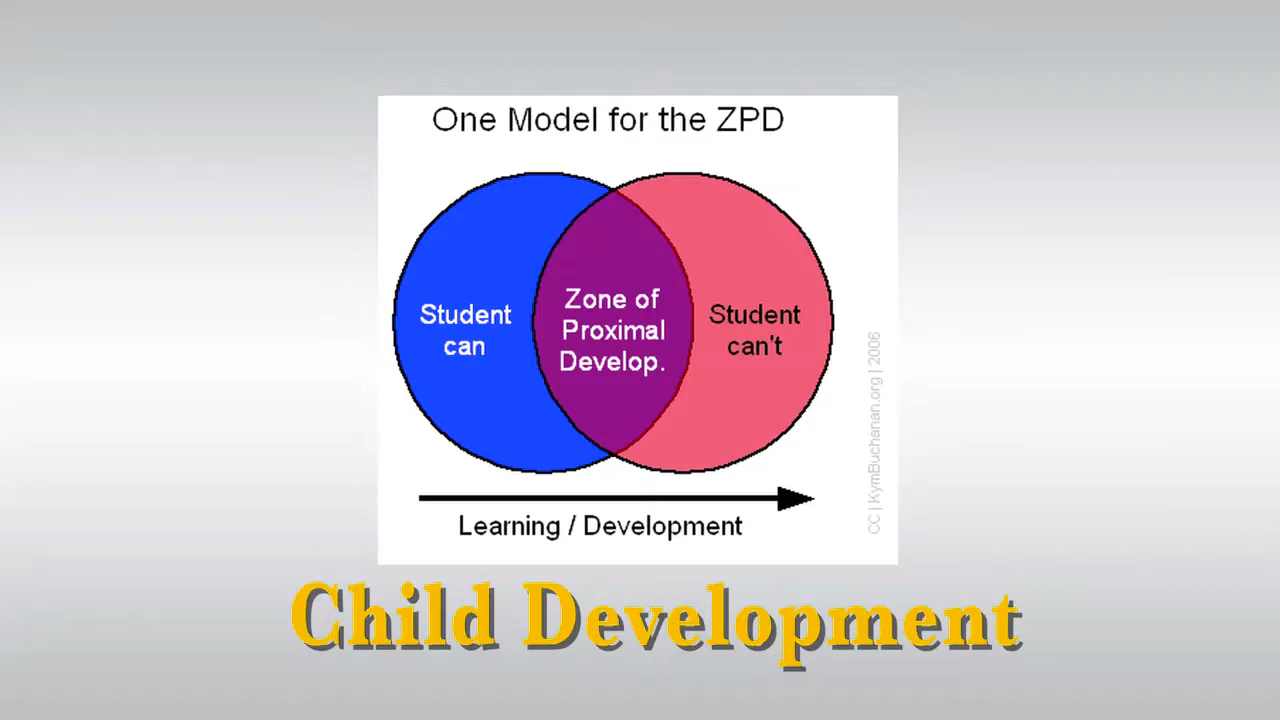 One Model for the ZPD
Student
can
Zone of
Proximal
Develop.
Student
can't
Learning / Development
CC | KymBuchanan.org | 2006
Child Development